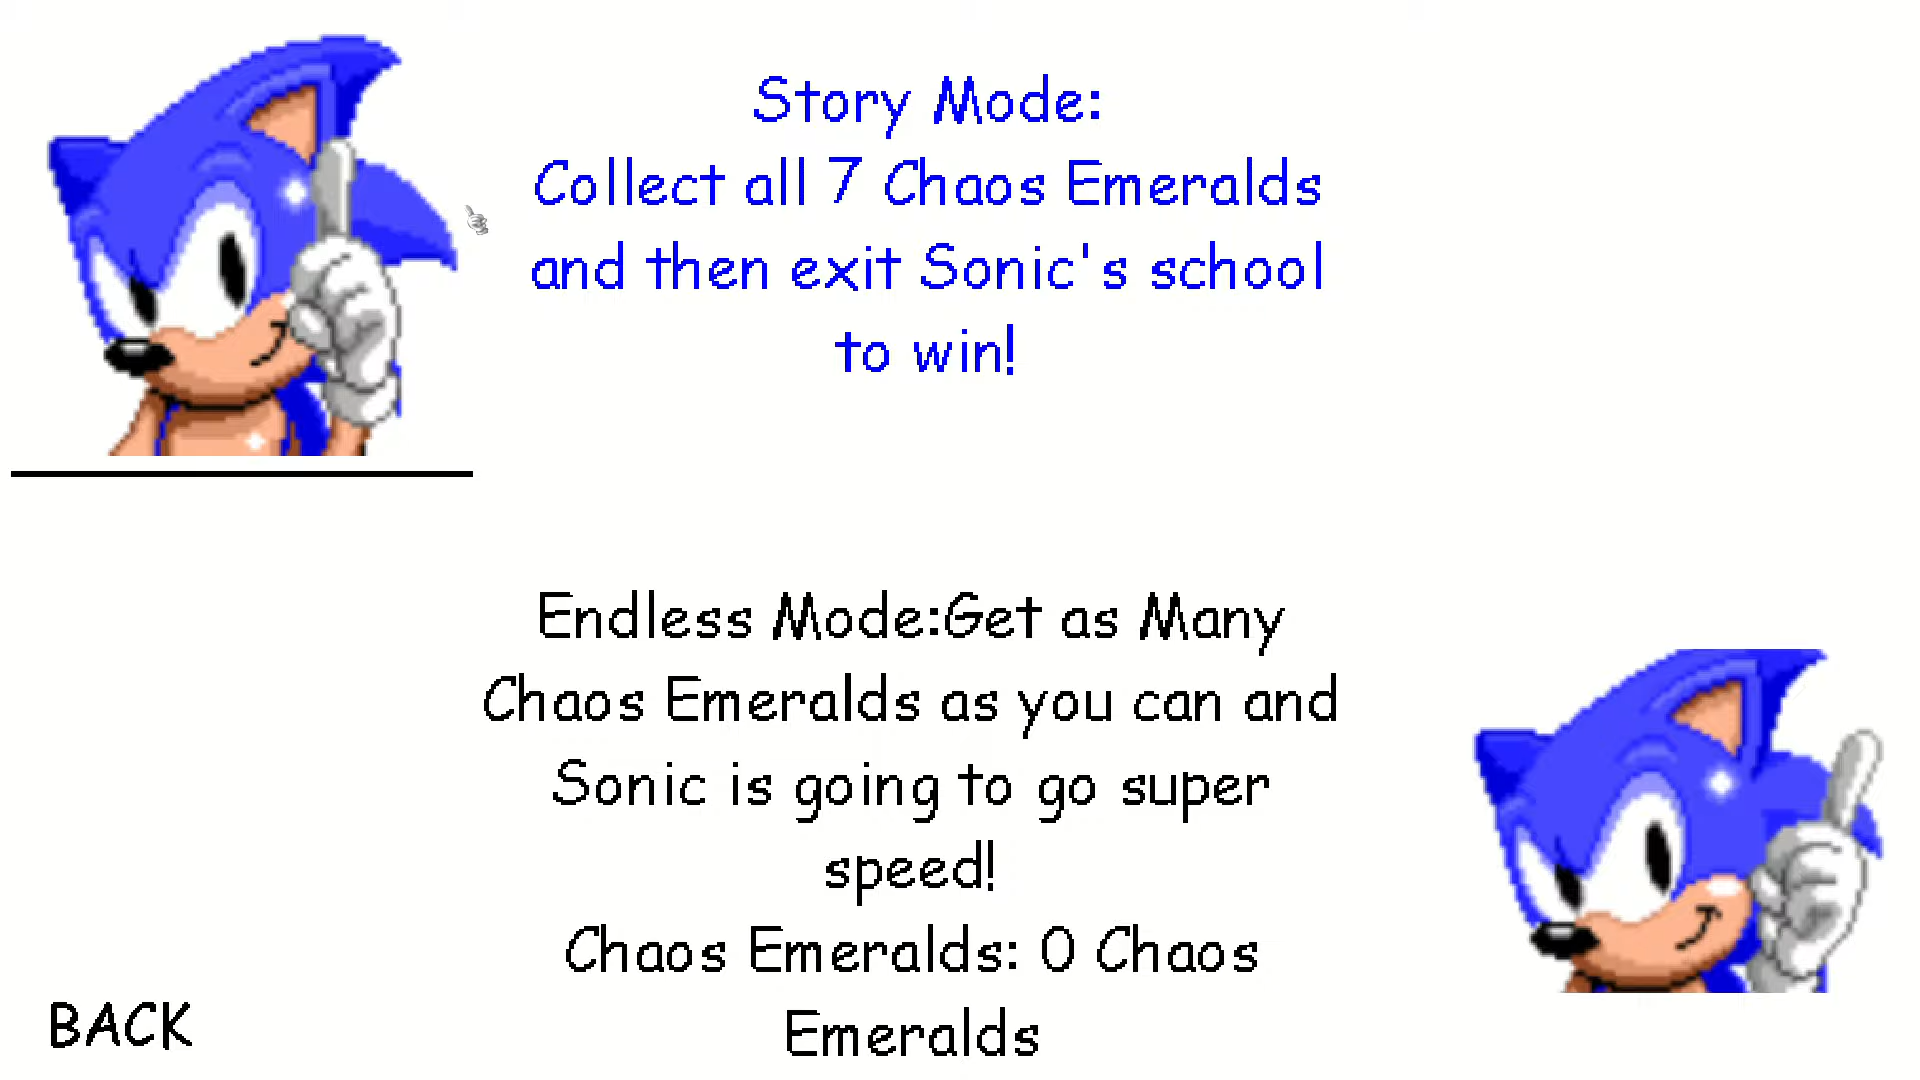 Story Mode:
Collect all 7 Chaos Emeralds
and then exit Sonic's school
to win!
Endless Mode:Get as Many
Chaos Emeralds as you can and
Sonic is going to go super
speed!
Chaos Emeralds: 0 Chaos
Emeralds
BACK